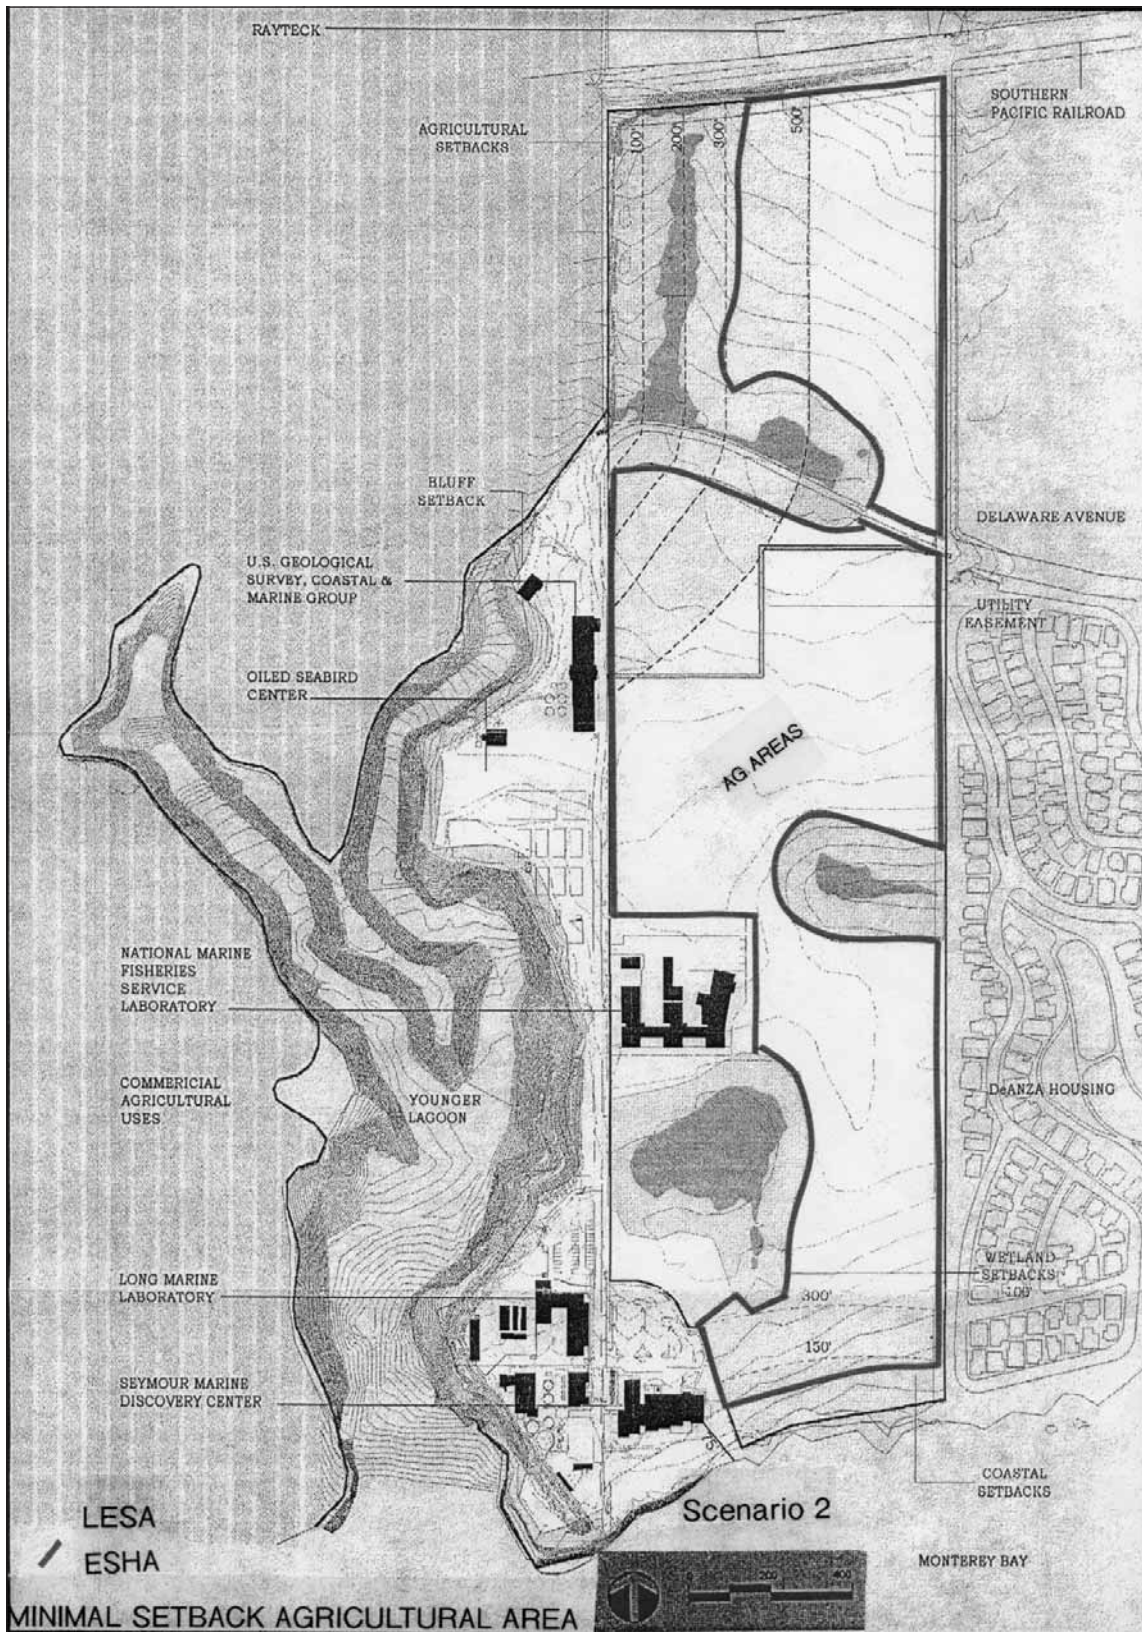 RAYTECK
SOUTHERN
PACIFIC RAILROAD
AGRICULTURAL
SETBACKS
100'
200'
300'
500'
BLUFF
SETBACK
DELAWARE AVENUE
U.S. GEOLOGICAL
SURVEY, COASTAL &
MARINE GROUP
UTILITY
EASEMENT
OILED SEABIRD
CENTER
AG AREAS
NATIONAL MARINE
FISHERIES
SERVICE
LABORATORY
COMMERICIAL
AGRICULTURAL
USES
YOUNGER
LAGOON
DeANZA HOUSING
WETLAND
SETBACKS
100'
LONG MARINE
LABORATORY
300'
150'
SEYMOUR MARINE
DISCOVERY CENTER
75'
COASTAL
SETBACKS
Scenario 2
LESA
ESHA
MONTEREY BAY
0 200 400
MINIMAL SETBACK AGRICULTURAL AREA